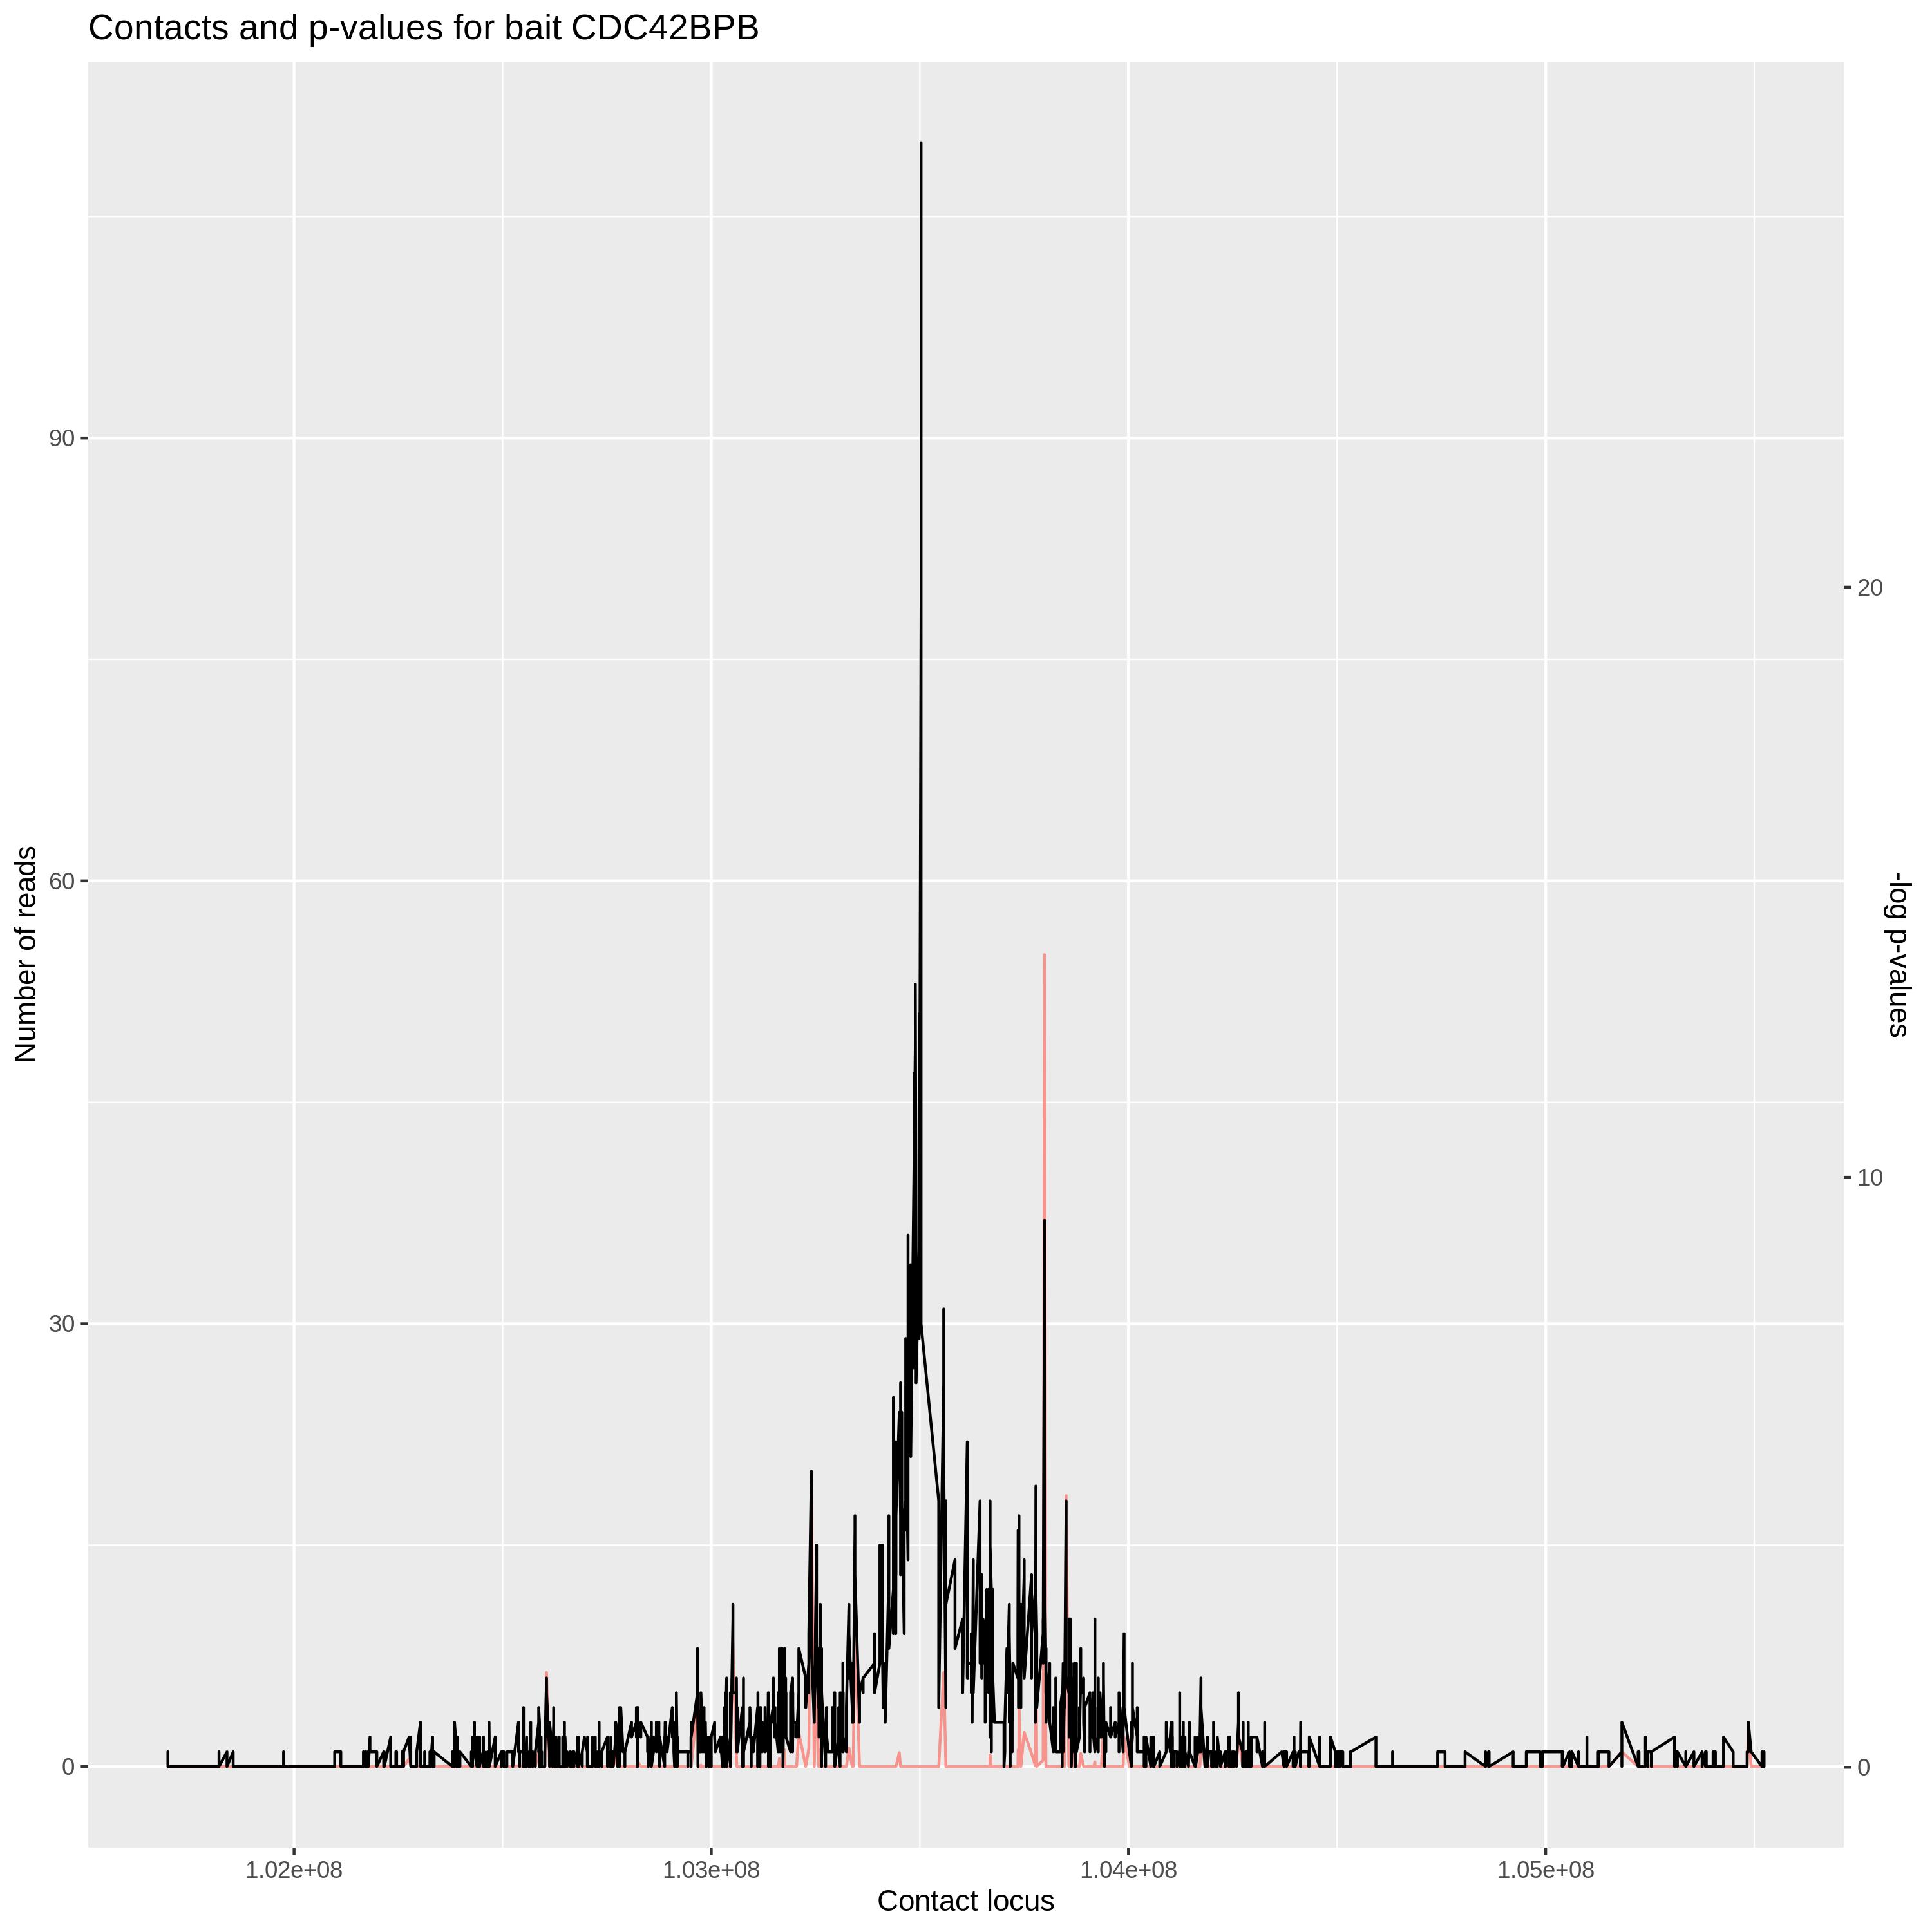 Contacts and p-values for bait CDC42BPB
90
60
30
0
Number of reads
20
10
0
-log p-values
1.02e+08
1.03e+08
1.04e+08
1.05e+08
Contact locus